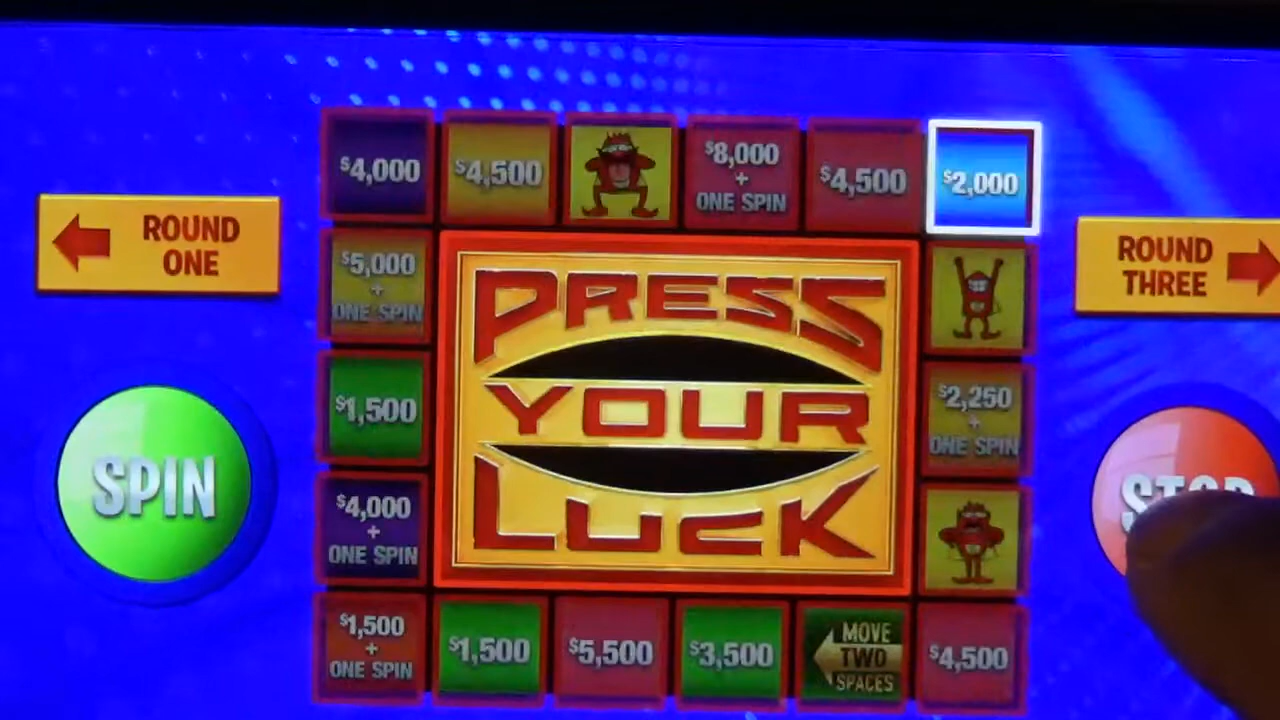 $4,000
$4,500
$8,000
+
ONE SPIN
$4,500
$2,000
ROUND
ONE
$5,000
+
ONE SPIN
ROUND
THREE
PRESS
YOUR
LUCK
$1,500
$2,250
+
ONE SPIN
SPIN
STOP
$4,000
+
ONE SPIN
$1,500
+
ONE SPIN
$1,500
$5,500
$3,500
MOVE
TWO
SPACES
$4,500